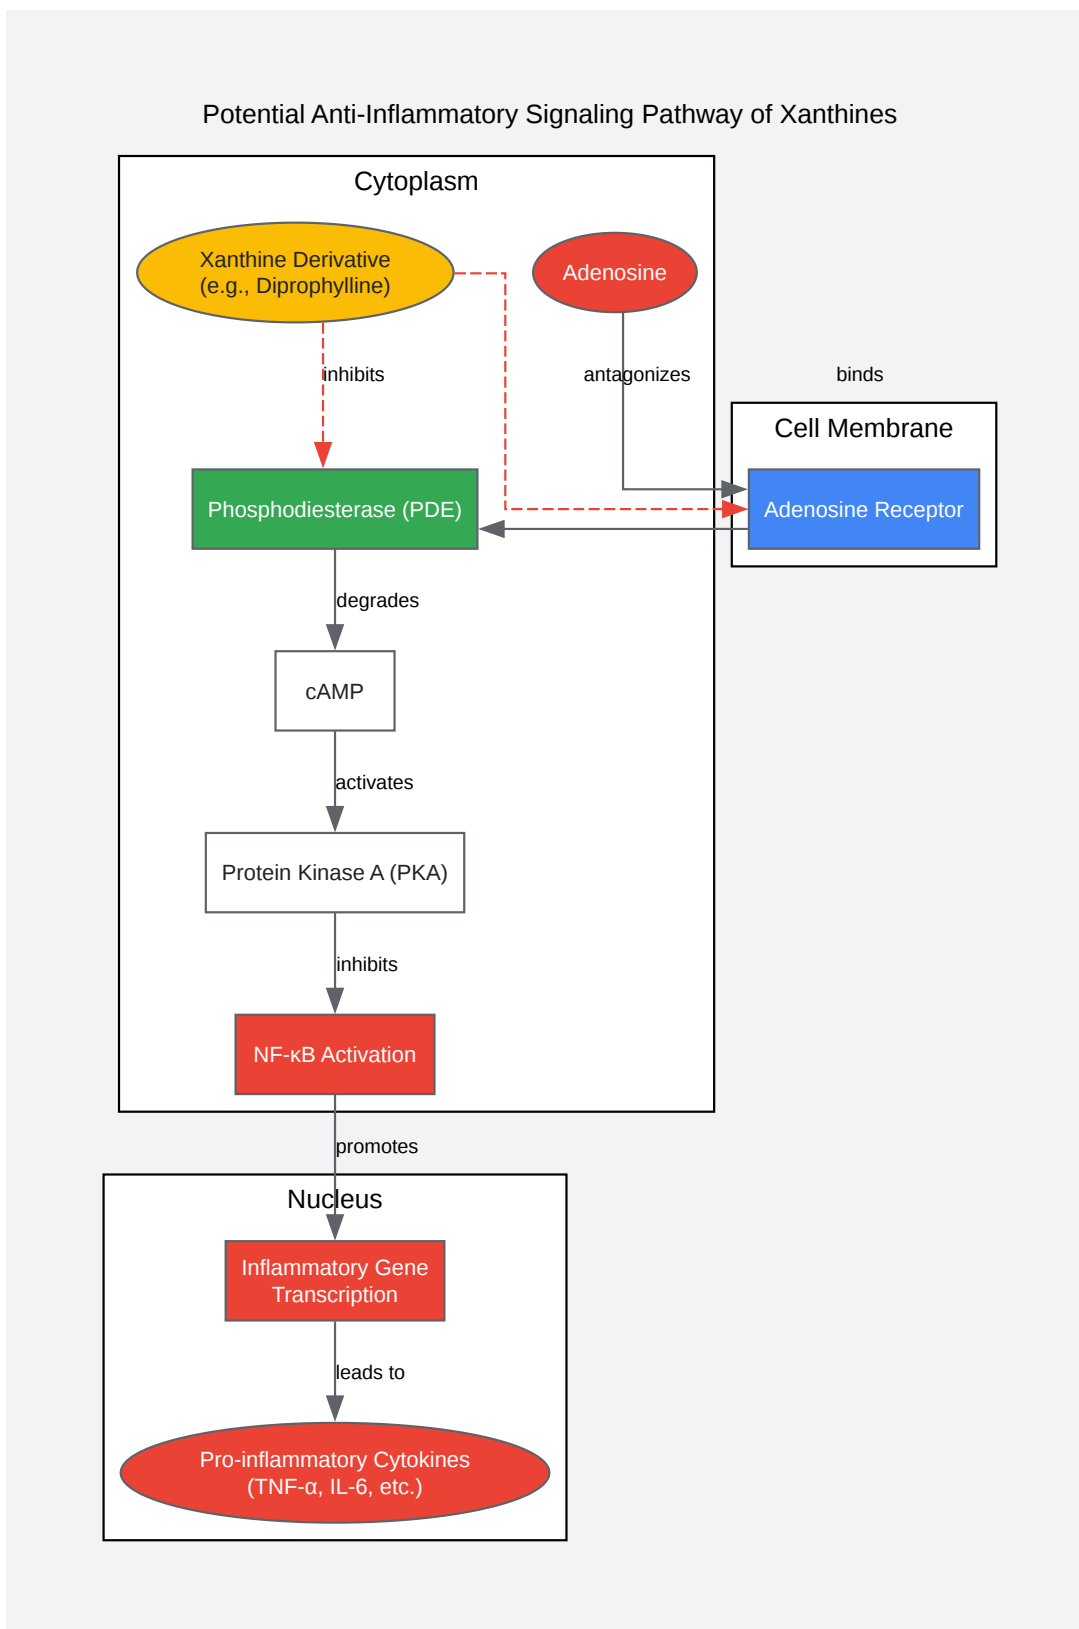 Potential Anti-Inflammatory Signaling Pathway of Xanthines
Cytoplasm
Xanthine Derivative
(e.g., Diprophylline)
Adenosine
inhibits
antagonizes
binds
Cell Membrane
Phosphodiesterase (PDE)
Adenosine Receptor
degrades
cAMP
activates
Protein Kinase A (PKA)
inhibits
NF-κB Activation
promotes
Nucleus
Inflammatory Gene
Transcription
leads to
Pro-inflammatory Cytokines
(TNF-α, IL-6, etc.)